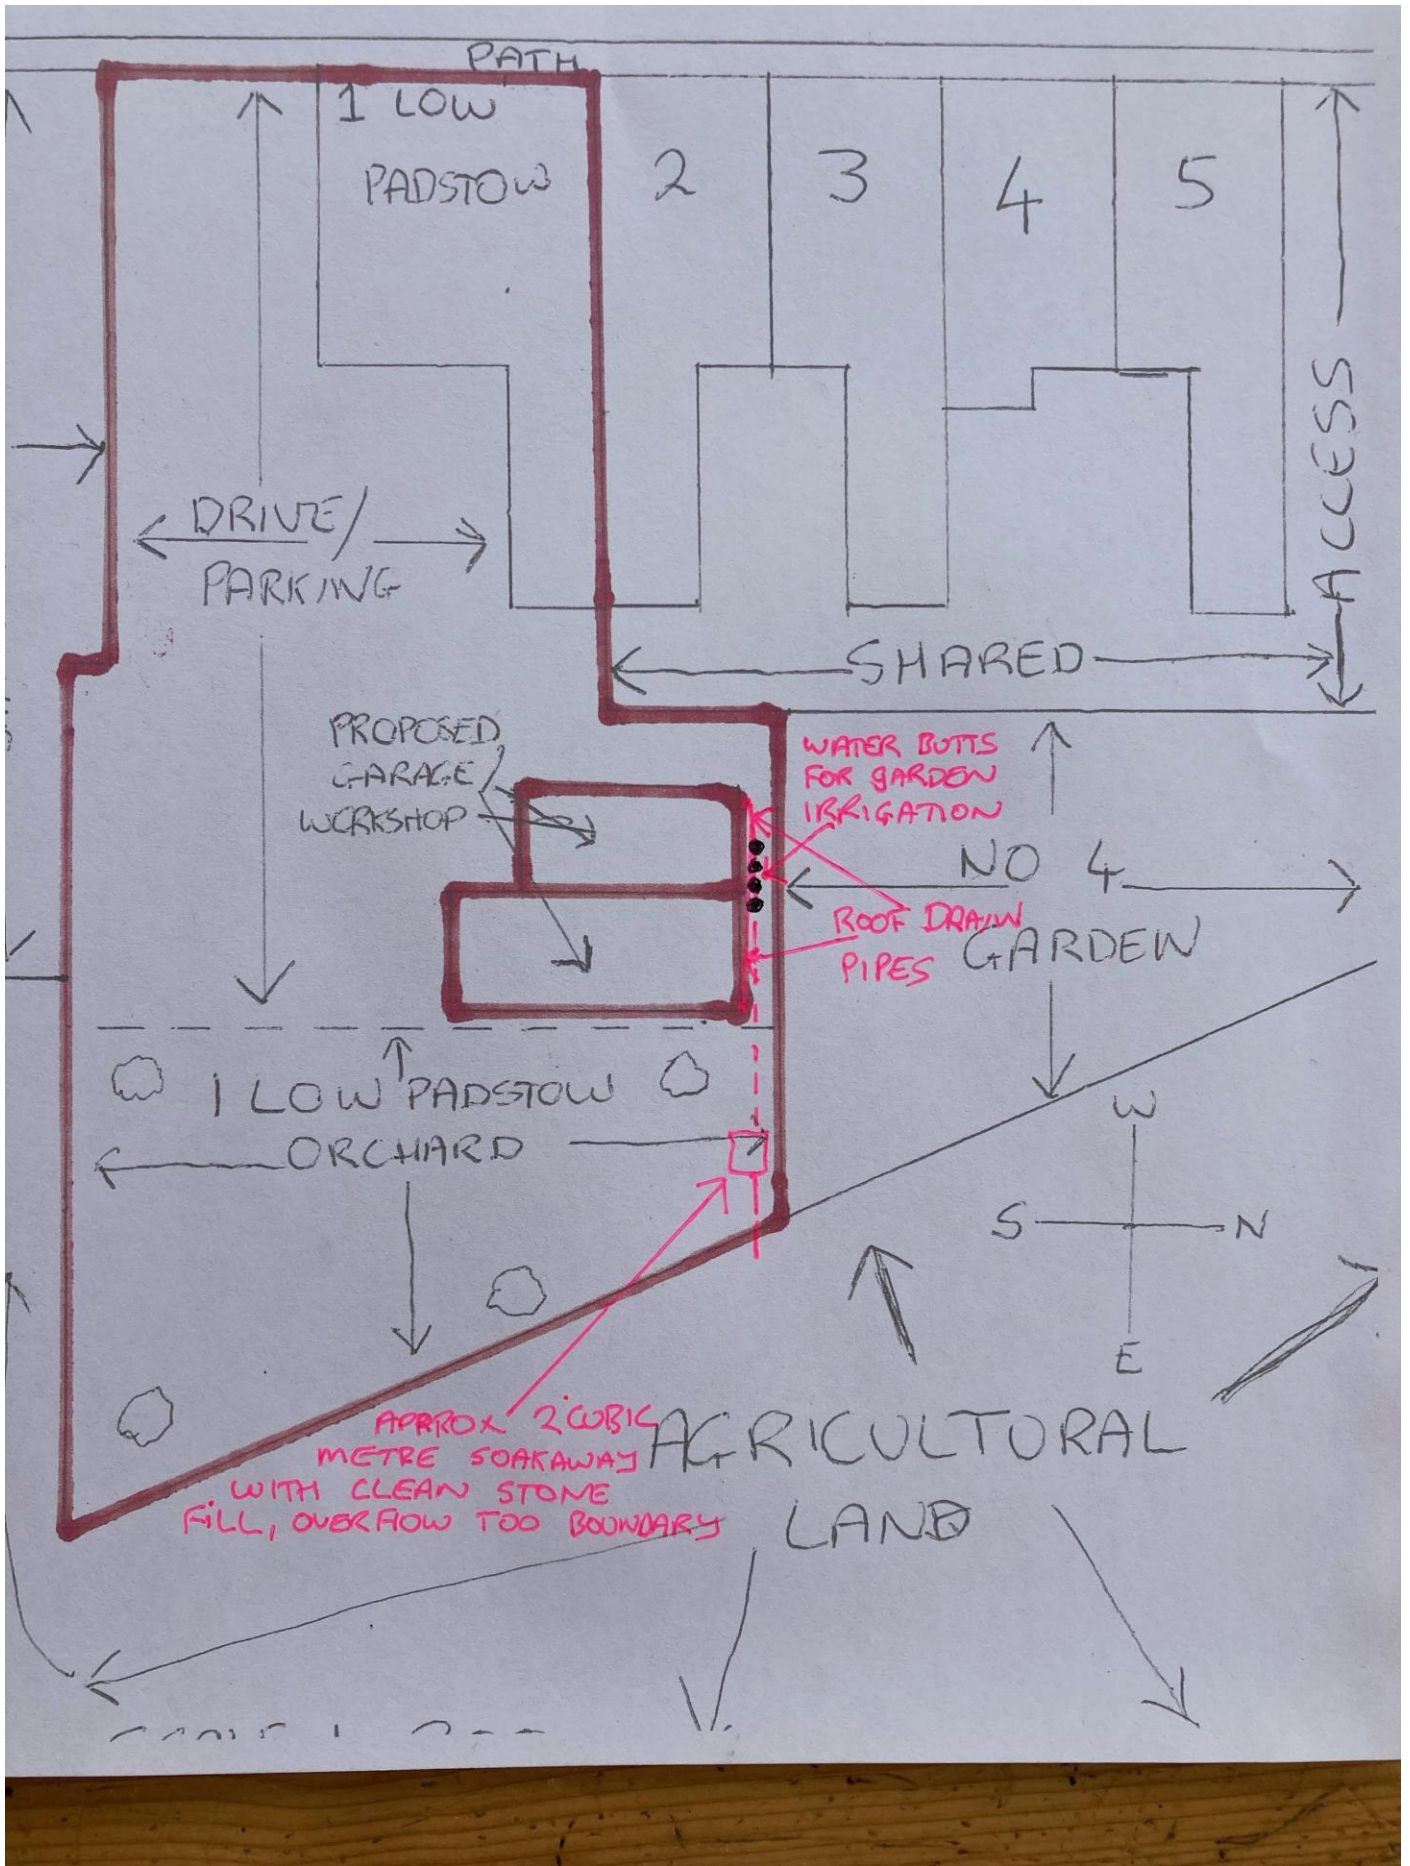 PATH
1 LOW
PADSTOW
2
3
4
5
ACCESS
DRIVE/
PARKING
SHARED
PROPOSED
GARAGE/
WORKSHOP
WATER BUTTS
FOR GARDEN
IRRIGATION
NO 4
GARDEN
ROOF DRAIN
PIPES
1 LOW PADSTOW
ORCHARD
W
S
N
E
APPROX 2 CUBIC
METRE SOAKAWAY
WITH CLEAN STONE
FILL, OVERFLOW TOO BOUNDARY
AGRICULTURAL
LAND